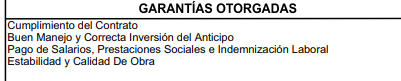 GARANTÍAS OTORGADAS
Cumplimiento del Contrato
Buen Manejo y Correcta Inversión del Anticipo
Pago de Salarios, Prestaciones Sociales e Indemnización Laboral
Estabilidad y Calidad De Obra